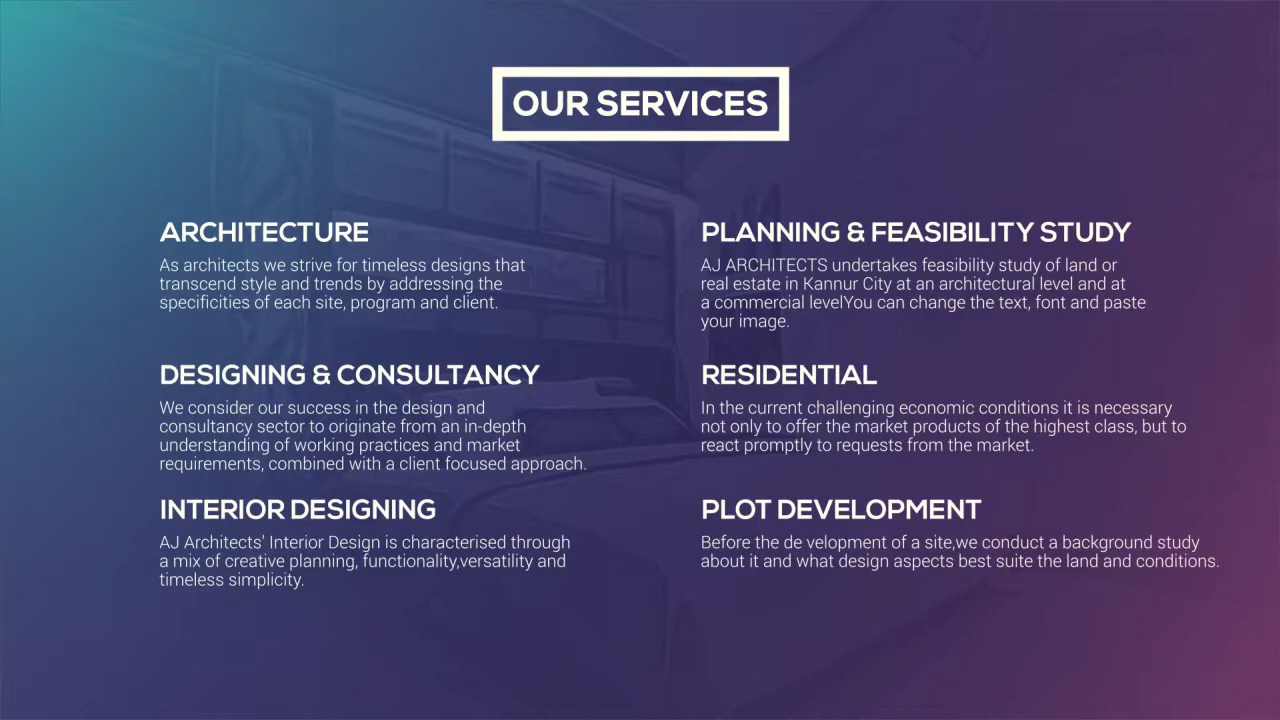 OUR SERVICES
ARCHITECTURE
As architects we strive for timeless designs that
transcend style and trends by addressing the
specificities of each site, program and client.
DESIGNING & CONSULTANCY
We consider our success in the design and
consultancy sector to originate from an in-depth
understanding of working practices and market
requirements, combined with a client focused approach.
INTERIOR DESIGNING
AJ Architects' Interior Design is characterised through
a mix of creative planning, functionality,versatility and
timeless simplicity.
PLANNING & FEASIBILITY STUDY
AJ ARCHITECTS undertakes feasibility study of land or
real estate in Kannur City at an architectural level and at
a commercial levelYou can change the text, font and paste
your image.
RESIDENTIAL
In the current challenging economic conditions it is necessary
not only to offer the market products of the highest class, but to
react promptly to requests from the market.
PLOT DEVELOPMENT
Before the de velopment of a site,we conduct a background study
about it and what design aspects best suite the land and conditions.